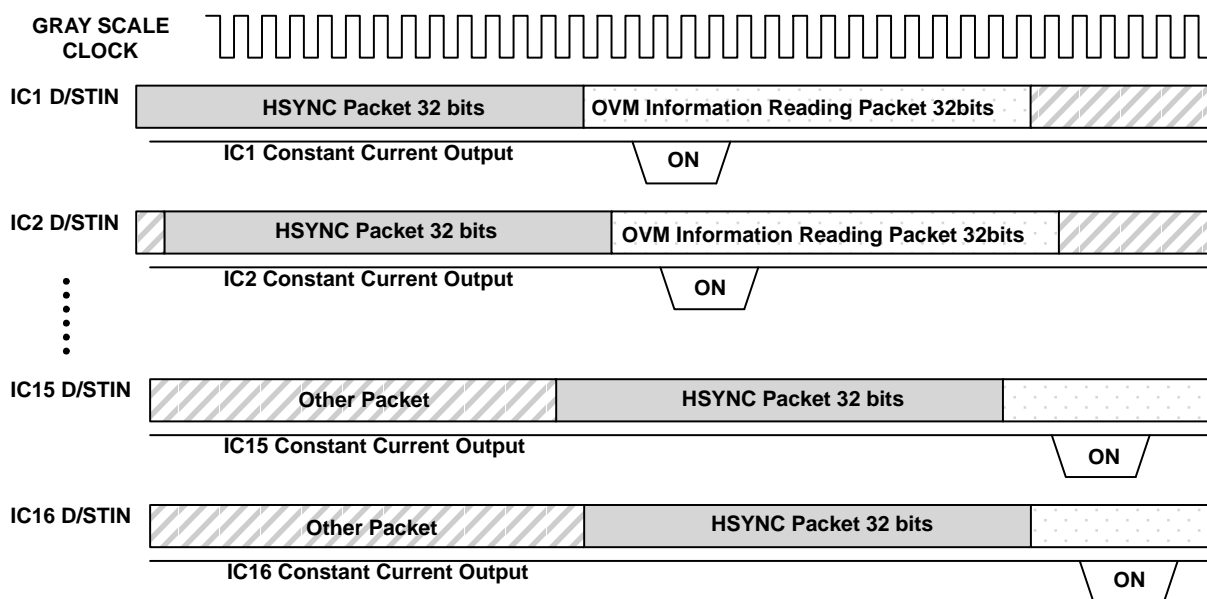 GRAY SCALE
CLOCK
IC1 D/STIN
HSYNC Packet 32 bits
OVM Information Reading Packet 32bits
IC1 Constant Current Output
ON
IC2 D/STIN
HSYNC Packet 32 bits
OVM Information Reading Packet 32bits
IC2 Constant Current Output
ON
IC15 D/STIN
Other Packet
HSYNC Packet 32 bits
IC15 Constant Current Output
ON
IC16 D/STIN
Other Packet
HSYNC Packet 32 bits
IC16 Constant Current Output
ON